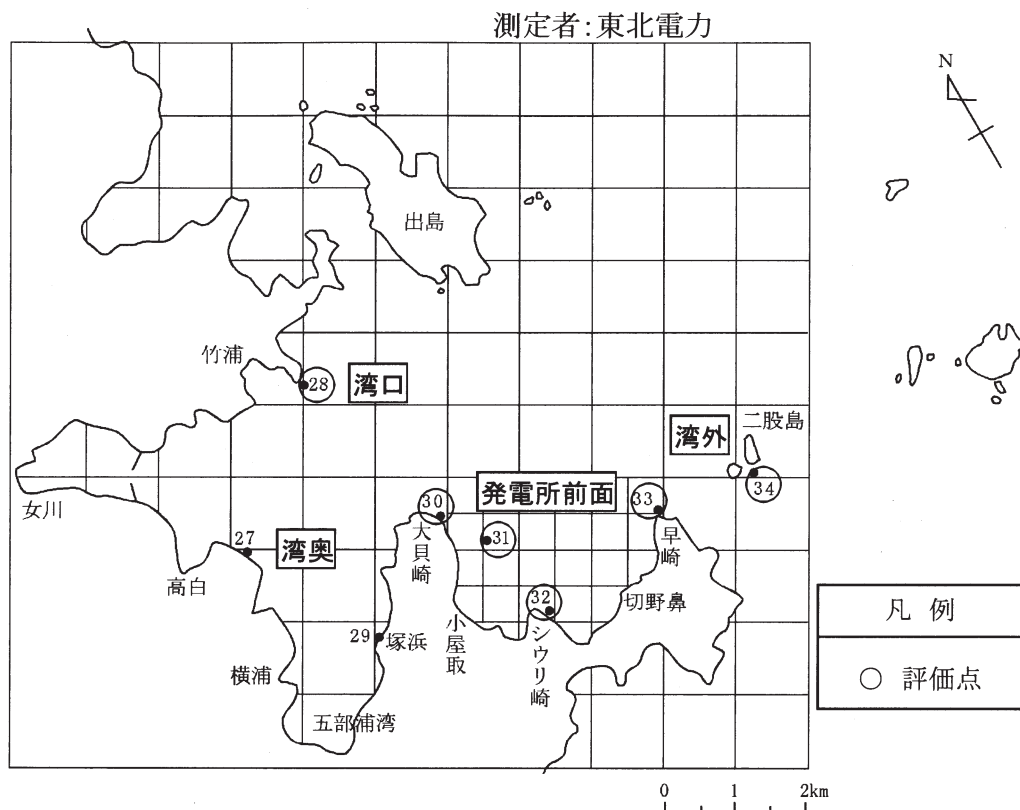 測定者:東北電力
N
出島
竹浦
28
湾口
湾外
二股島
34
発電所前面
30
33
女川
31
大貝崎
早崎
27
湾奥
高白
32
切野鼻
凡例
29
塚浜
小屋取
シウリ崎
○ 評価点
横浦
五部浦湾
0 1 2km